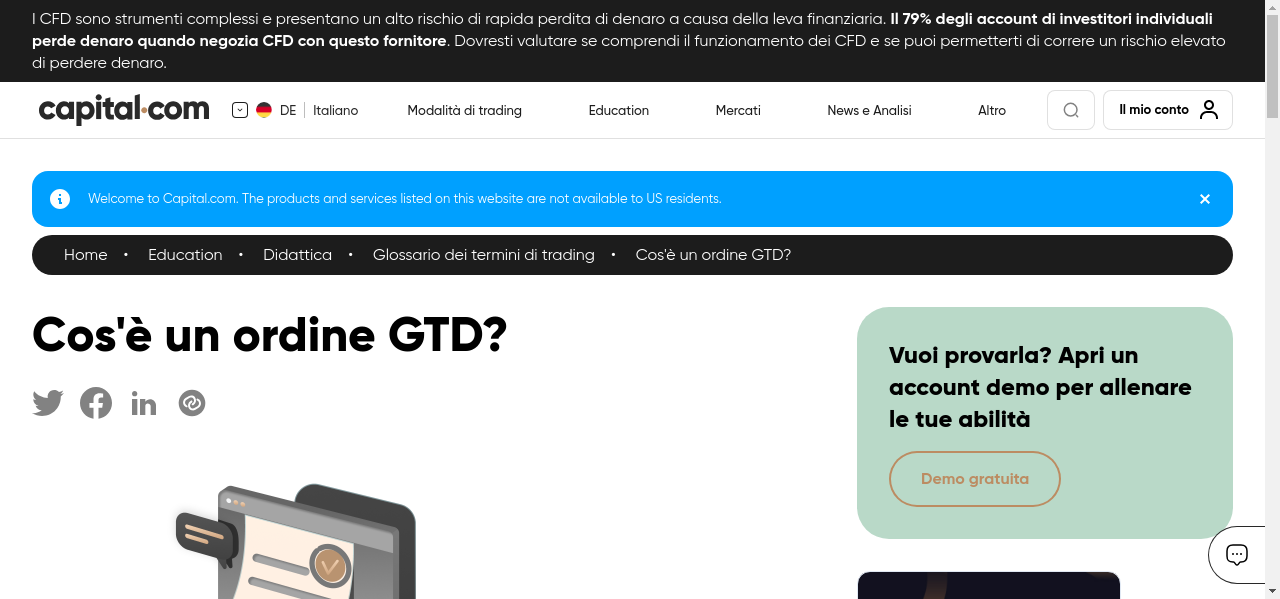 I CFD sono strumenti complessi e presentano un alto rischio di rapida perdita di denaro a causa della leva finanziaria. Il 79% degli account di investitori individuali
perde denaro quando negozia CFD con questo fornitore. Dovresti valutare se comprendi il funzionamento dei CFD e se puoi permetterti di correre un rischio elevato
di perdere denaro.
capital.com DE Italiano Modalità di trading Education Mercati News e Analisi Altro Il mio conto
Welcome to Capital.com. The products and services listed on this website are not available to US residents.
Home • Education • Didattica • Glossario dei termini di trading • Cos'è un ordine GTD?
Cos'è un ordine GTD?
Vuoi provarla? Apri un
account demo per allenare
le tue abilità
Demo gratuita